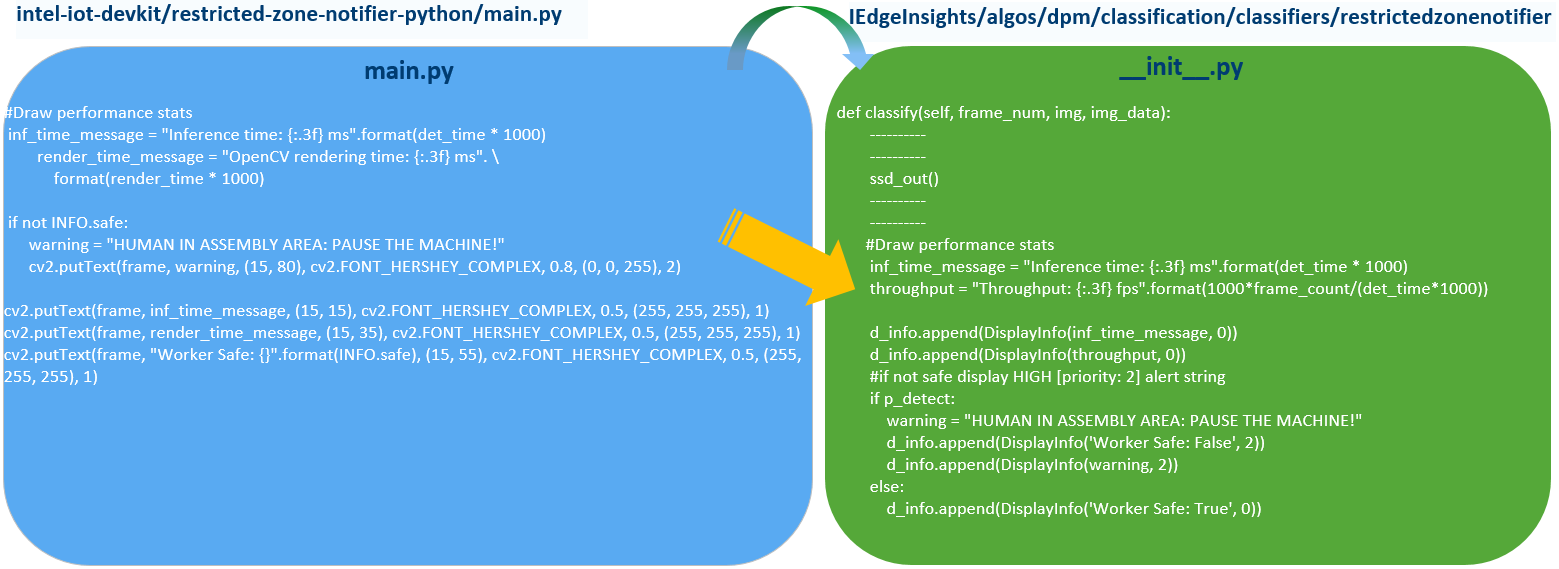 intel-iot-devkit/restricted-zone-notifier-python/main.py
main.py
#Draw performance stats
inf_time_message = "Inference time: {:.3f} ms".format(det_time * 1000)
render_time_message = "OpenCV rendering time: {:.3f} ms". \
format(render_time * 1000)
if not INFO.safe:
warning = "HUMAN IN ASSEMBLY AREA: PAUSE THE MACHINE!"
cv2.putText(frame, warning, (15, 80), cv2.FONT_HERSHEY_COMPLEX, 0.8, (0, 0, 255), 2)
cv2.putText(frame, inf_time_message, (15, 15), cv2.FONT_HERSHEY_COMPLEX, 0.5, (255, 255, 255), 1)
cv2.putText(frame, render_time_message, (15, 35), cv2.FONT_HERSHEY_COMPLEX, 0.5, (255, 255, 255), 1)
cv2.putText(frame, "Worker Safe: {}".format(INFO.safe), (15, 55), cv2.FONT_HERSHEY_COMPLEX, 0.5, (255,
255, 255), 1)
IEdgeInsights/algos/dpm/classification/classifiers/restrictedzonenotifier
__init__.py
def classify(self, frame_num, img, img_data):
----------
----------
ssd_out()
----------
----------
#Draw performance stats
inf_time_message = "Inference time: {:.3f} ms".format(det_time * 1000)
throughput = "Throughput: {:.3f} fps".format(1000*frame_count/(det_time*1000))
d_info.append(DisplayInfo(inf_time_message, 0))
d_info.append(DisplayInfo(throughput, 0))
#if not safe display HIGH [priority: 2] alert string
if p_detect:
warning = "HUMAN IN ASSEMBLY AREA: PAUSE THE MACHINE!"
d_info.append(DisplayInfo('Worker Safe: False', 2))
d_info.append(DisplayInfo(warning, 2))
else:
d_info.append(DisplayInfo('Worker Safe: True', 0))